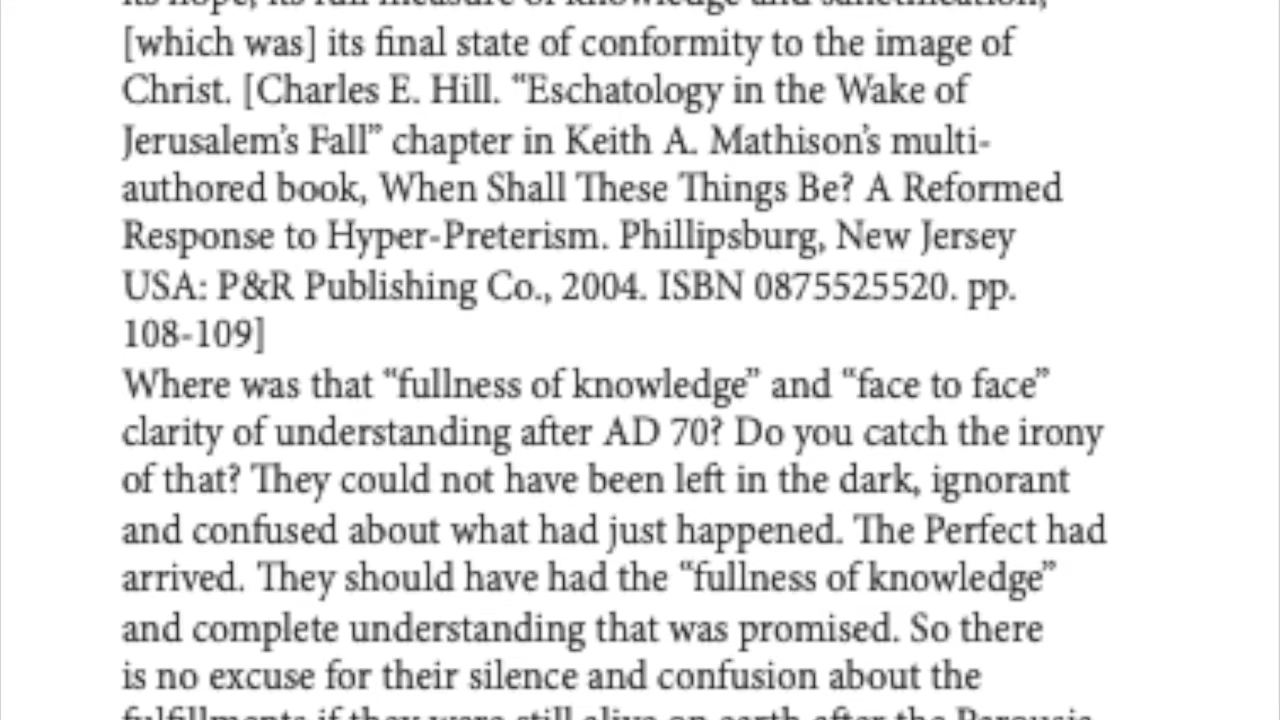 its hope, its full measure of knowledge and sanctification,
[which was] its final state of conformity to the image of
Christ. [Charles E. Hill. “Eschatology in the Wake of
Jerusalem’s Fall” chapter in Keith A. Mathison’s multi-
authored book, When Shall These Things Be? A Reformed
Response to Hyper-Preterism. Phillipsburg, New Jersey
USA: P&R Publishing Co., 2004. ISBN 0875525520. pp.
108-109]
Where was that “fullness of knowledge” and “face to face”
clarity of understanding after AD 70? Do you catch the irony
of that? They could not have been left in the dark, ignorant
and confused about what had just happened. The Perfect had
arrived. They should have had the “fullness of knowledge”
and complete understanding that was promised. So there
is no excuse for their silence and confusion about the
fulfillments if they were still alive on earth after the Parousia